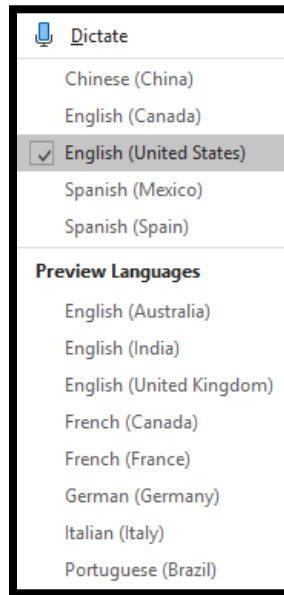 Dictate
Chinese (China)
English (Canada)
English (United States)
Spanish (Mexico)
Spanish (Spain)
Preview Languages
English (Australia)
English (India)
English (United Kingdom)
French (Canada)
French (France)
German (Germany)
Italian (Italy)
Portuguese (Brazil)